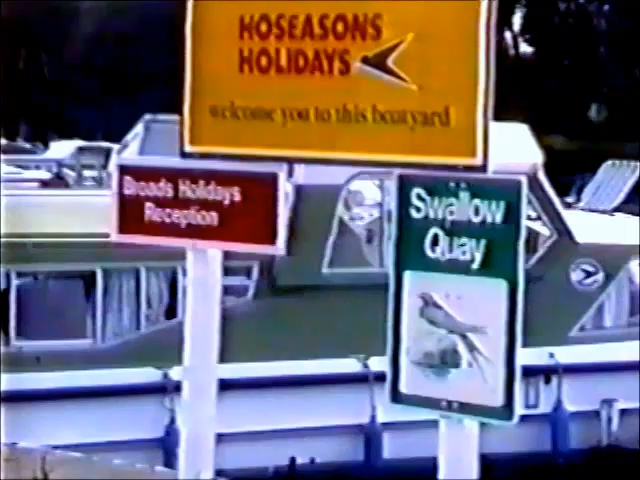 HOSEASONS
HOLIDAYS
welcome you to this boatyard
Broads Holidays
Reception
Swallow
Quay